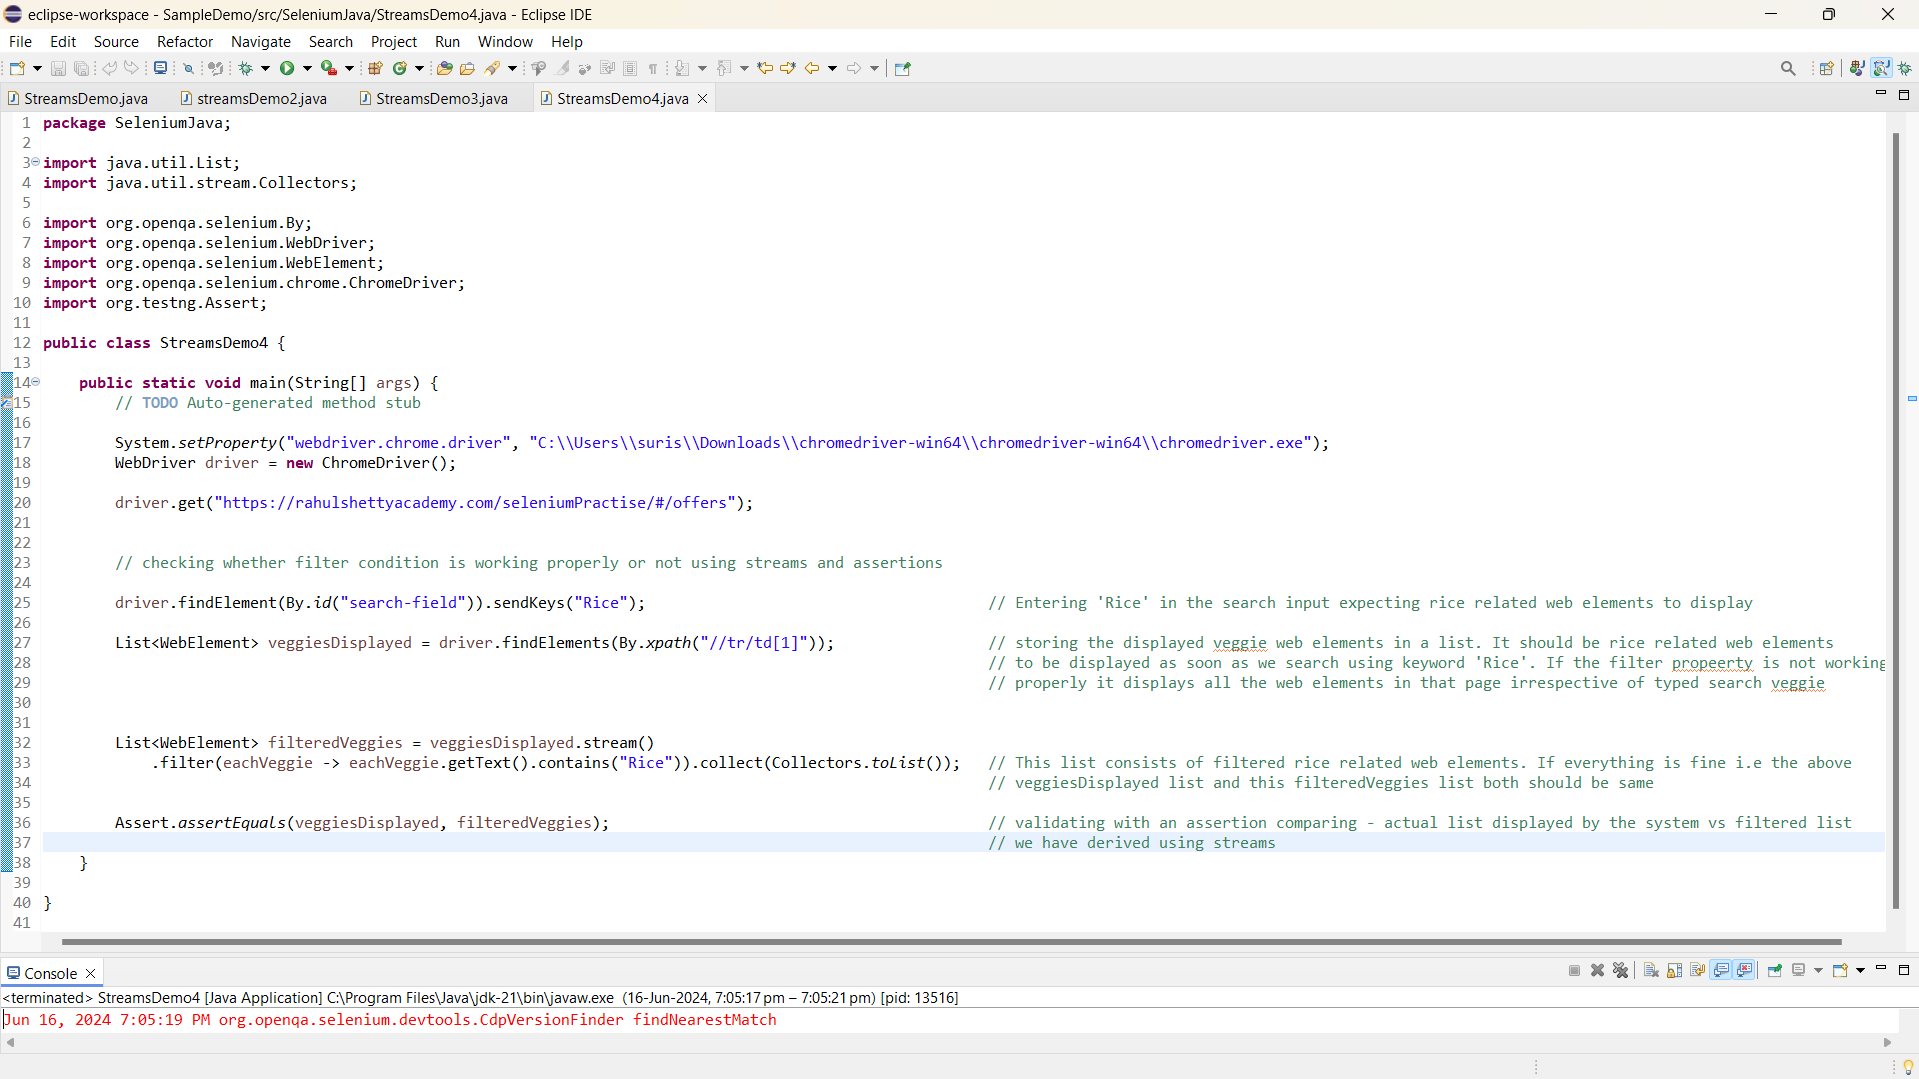 eclipse-workspace - SampleDemo/src/SeleniumJava/StreamsDemo4.java - Eclipse IDE
File Edit Source Refactor Navigate Search Project Run Window Help
StreamsDemo.java streamsDemo2.java StreamsDemo3.java StreamsDemo4.java
1 package SeleniumJava;
2
3 import java.util.List;
4 import java.util.stream.Collectors;
5
6 import org.openqa.selenium.By;
7 import org.openqa.selenium.WebDriver;
8 import org.openqa.selenium.WebElement;
9 import org.openqa.selenium.chrome.ChromeDriver;
10 import org.testng.Assert;
11
12 public class StreamsDemo4 {
13
14 public static void main(String[] args) {
15 // TODO Auto-generated method stub
16
17 System.setProperty("webdriver.chrome.driver", "C:\\Users\\suris\\Downloads\\chromedriver-win64\\chromedriver-win64\\chromedriver.exe");
18 WebDriver driver = new ChromeDriver();
19
20 driver.get("https://rahulshettyacademy.com/seleniumPractise/#/offers");
21
22
23 // checking whether filter condition is working properly or not using streams and assertions
24
25 driver.findElement(By.id("search-field")).sendKeys("Rice"); // Entering 'Rice' in the search input expecting rice related web elements to display
26
27 List<WebElement> veggiesDisplayed = driver.findElements(By.xpath("//tr/td[1]")); // storing the displayed veggie web elements in a list. It should be rice related web elements
28 // to be displayed as soon as we search using keyword 'Rice'. If the filter propeerty is not working
29 // properly it displays all the web elements in that page irrespective of typed search veggie
30
31
32 List<WebElement> filteredVeggies = veggiesDisplayed.stream()
33 .filter(eachVeggie -> eachVeggie.getText().contains("Rice")).collect(Collectors.toList()); // This list consists of filtered rice related web elements. If everything is fine i.e the above
34 // veggiesDisplayed list and this filteredVeggies list both should be same
35
36 Assert.assertEquals(veggiesDisplayed, filteredVeggies); // validating with an assertion comparing - actual list displayed by the system vs filtered list
37 // we have derived using streams
38 }
39
40 }
41
Console
<terminated> StreamsDemo4 [Java Application] C:\Program Files\Java\jdk-21\bin\javaw.exe (16-Jun-2024, 7:05:17 pm – 7:05:21 pm) [pid: 13516]
Jun 16, 2024 7:05:19 PM org.openqa.selenium.devtools.CdpVersionFinder findNearestMatch